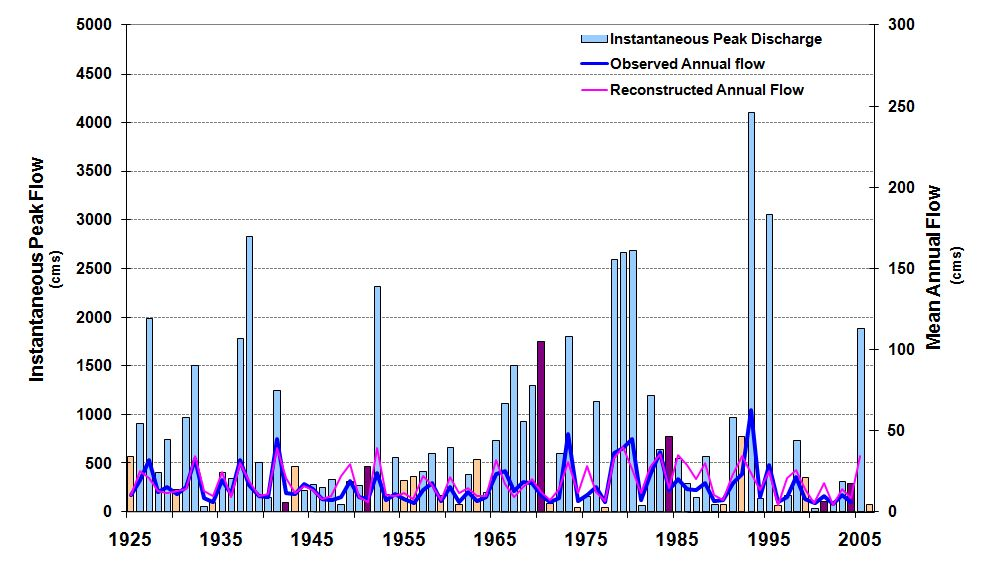 5000
4500
4000
3500
3000
2500
2000
1500
1000
500
0
Instantaneous Peak Flow
(cms)
Instantaneous Peak Discharge
Observed Annual flow
Reconstructed Annual Flow
300
250
200
150
100
50
0
Mean Annual Flow
(cms)
1925 1935 1945 1955 1965 1975 1985 1995 2005